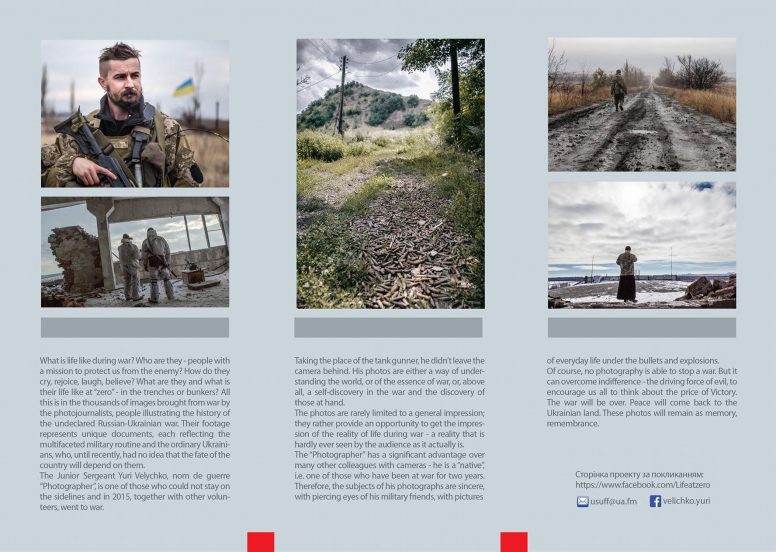 What is life like during war? Who are they - people with
a mission to protect us from the enemy? How do they
cry, rejoice, laugh, believe? What are they and what is
their life like at "zero" - in the trenches or bunkers? All
this is in the thousands of images brought from war by
the photojournalists, people illustrating the history of
the undeclared Russian-Ukrainian war. Their footage
represents unique documents, each reflecting the
multifaceted military routine and the ordinary Ukraini-
ans, who, until recently, had no idea that the fate of the
country will depend on them.
The Junior Sergeant Yuri Velychko, nom de guerre
"Photographer", is one of those who could not stay on
the sidelines and in 2015, together with other volun-
teers, went to war.
Taking the place of the tank gunner, he didn't leave the
camera behind. His photos are either a way of under-
standing the world, or of the essence of war, or, above
all, a self-discovery in the war and the discovery of
those at hand.
The photos are rarely limited to a general impression;
they rather provide an opportunity to get the impres-
sion of the reality of life during war - a reality that is
hardly ever seen by the audience as it actually is.
The "Photographer" has a significant advantage over
many other colleagues with cameras - he is a "native",
i.e. one of those who have been at war for two years.
Therefore, the subjects of his photographs are sincere,
with piercing eyes of his military friends, with pictures
of everyday life under the bullets and explosions.
Of course, no photography is able to stop a war. But it
can overcome indifference - the driving force of evil, to
encourage us all to think about the price of Victory.
The war will be over. Peace will come back to the
Ukrainian land. These photos will remain as memory,
remembrance.
Сторінка проекту за покликанням:
https://www.facebook.com/Lifeatzero
usuff@ua.fm velichko.yuri